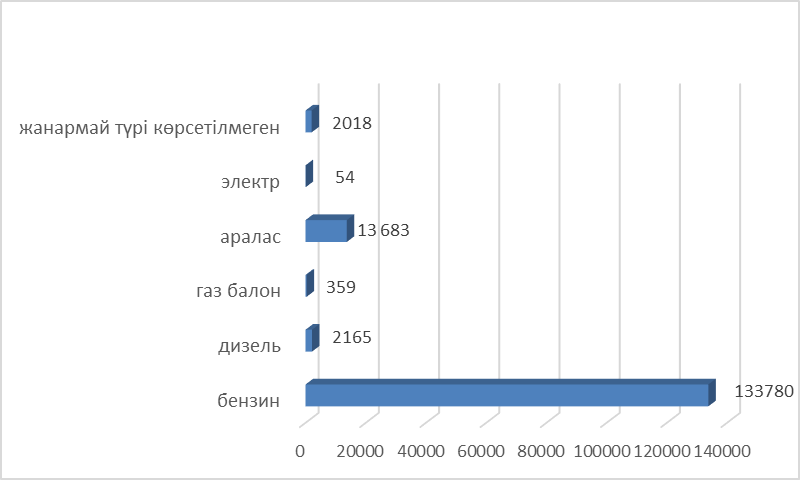 жанармай түрі көрсетілмеген 2018
электр 54
аралас 13 683
газ балон 359
дизель 2165
бензин 133780
0 20000 40000 60000 80000 100000 120000 140000